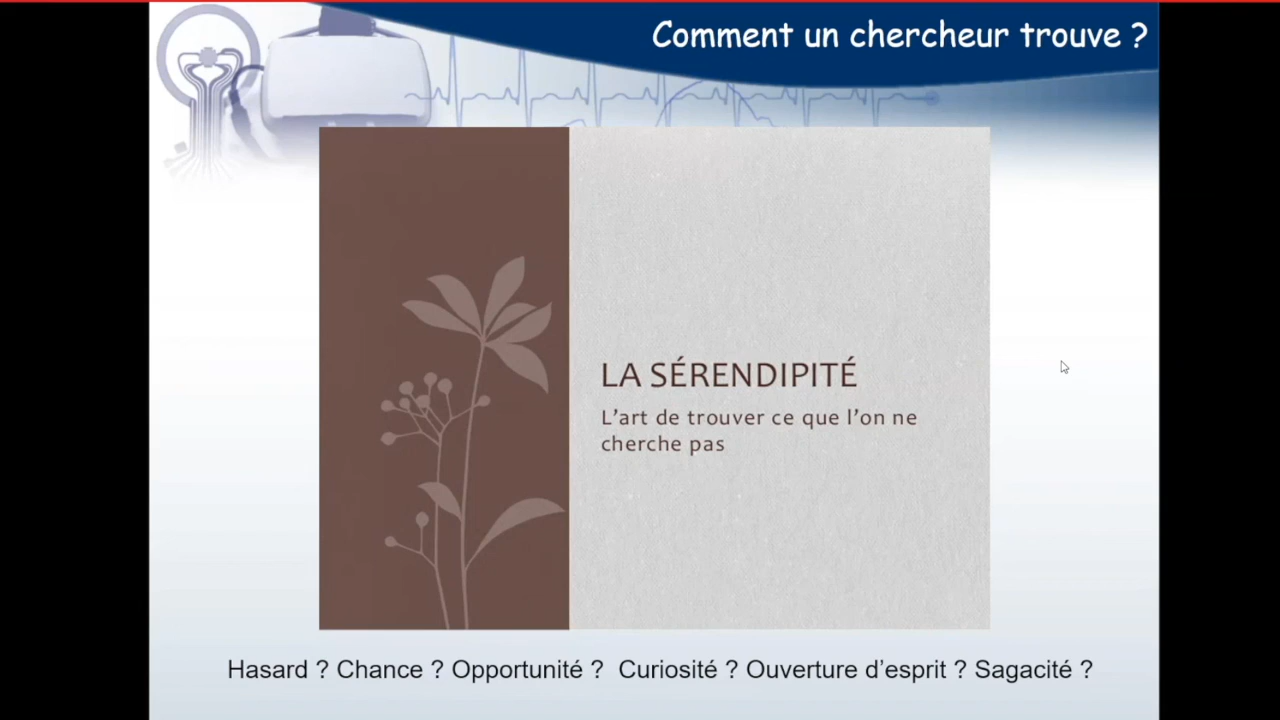 Comment un chercheur trouve ?
LA SÉRENDIPITÉ
L'art de trouver ce que l'on ne
cherche pas
Hasard ? Chance ? Opportunité ? Curiosité ? Ouverture d'esprit ? Sagacité ?